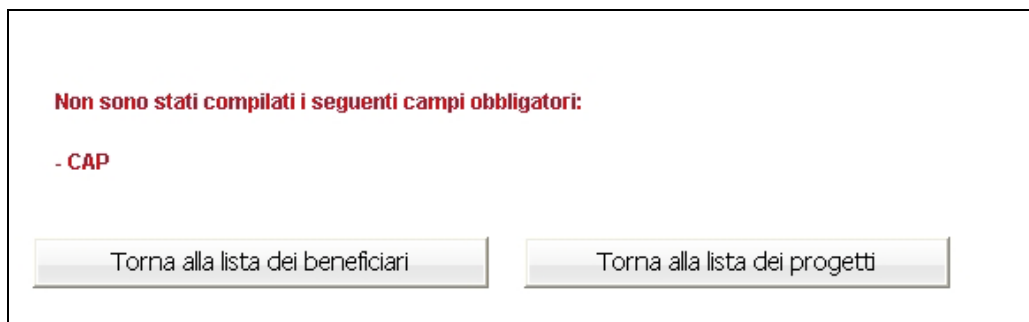 Non sono stati compilati i seguenti campi obbligatori:
- CAP
Torna alla lista dei beneficiari
Torna alla lista dei progetti